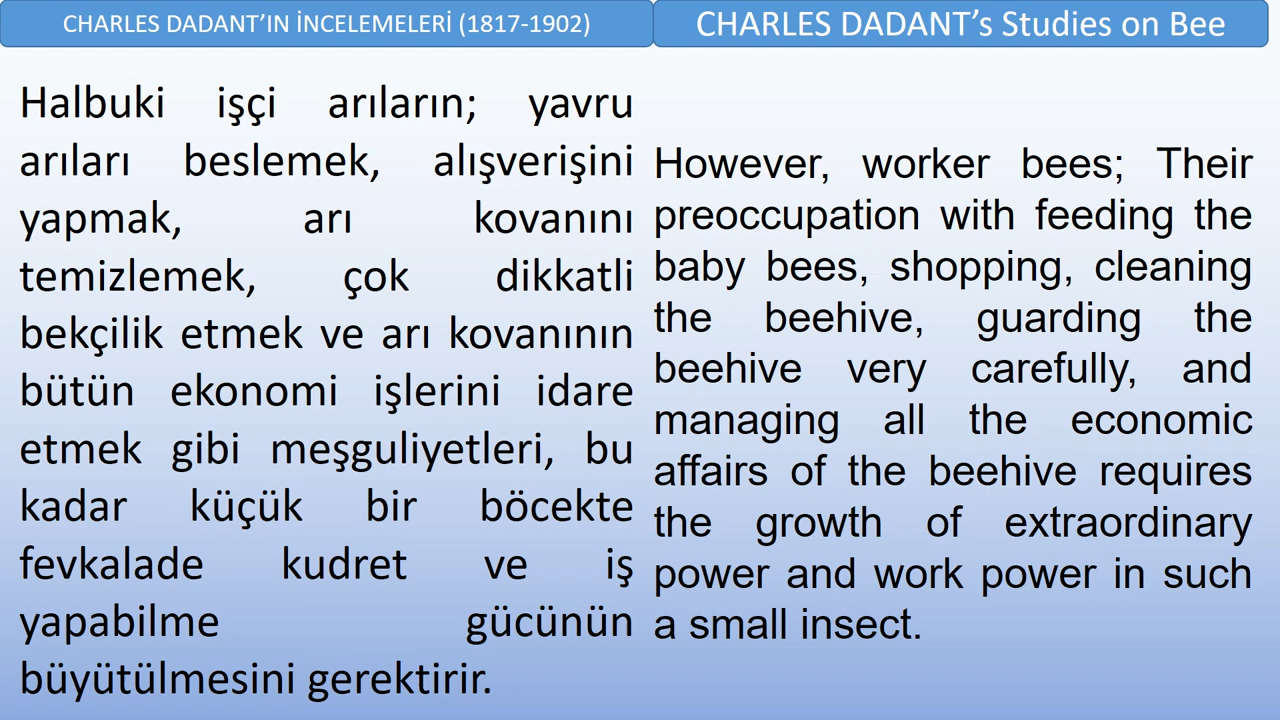 CHARLES DADANT’IN İNCELEMELERİ (1817-1902)
Halbuki işçi arıların; yavru
arıları beslemek, alışverişini
yapmak, arı kovanını
temizlemek, çok dikkatli
bekçilik etmek ve arı kovanının
bütün ekonomi işlerini idare
etmek gibi meşguliyetleri, bu
kadar küçük bir böcekte
fevkalade kudret ve iş
yapabilme gücünün
büyütülmesini gerektirir.
CHARLES DADANT’s Studies on Bee
However, worker bees; Their
preoccupation with feeding the
baby bees, shopping, cleaning
the beehive, guarding the
beehive very carefully, and
managing all the economic
affairs of the beehive requires
the growth of extraordinary
power and work power in such
a small insect.